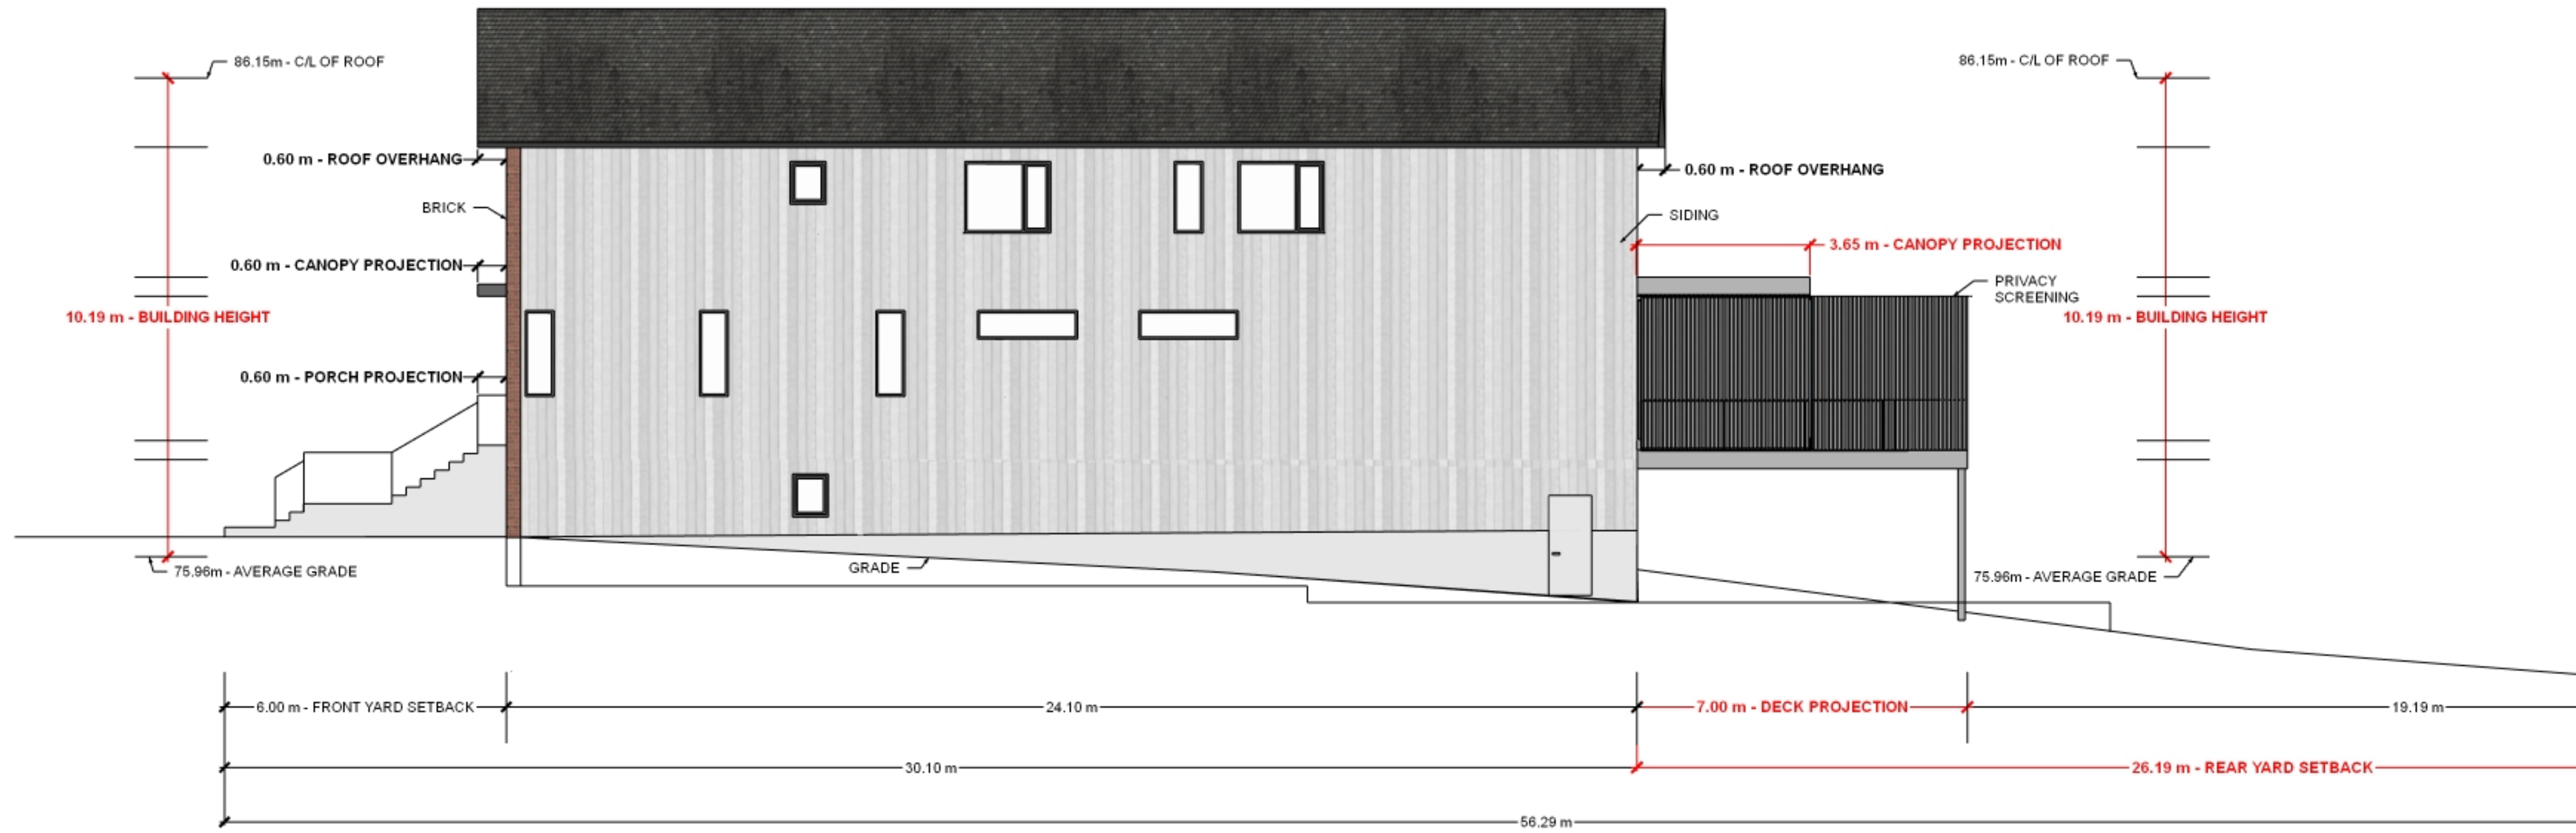 86.15m - C/L OF ROOF
86.15m - C/L OF ROOF
0.60 m - ROOF OVERHANG
0.60 m - ROOF OVERHANG
BRICK
SIDING
3.65 m - CANOPY PROJECTION
0.60 m - CANOPY PROJECTION
PRIVACY
SCREENING
10.19 m - BUILDING HEIGHT
10.19 m - BUILDING HEIGHT
0.60 m - PORCH PROJECTION
GRADE
75.96m - AVERAGE GRADE
75.96m - AVERAGE GRADE
6.00 m - FRONT YARD SETBACK
24.10 m
7.00 m - DECK PROJECTION
19.19 m
30.10 m
26.19 m - REAR YARD SETBACK
56.29 m